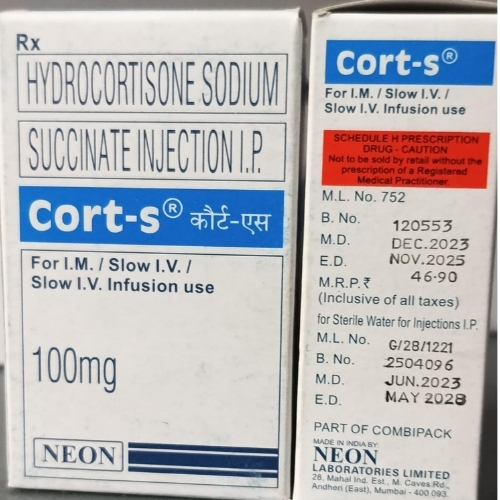 Rx
HYDROCORTISONE SODIUM
SUCCINATE INJECTION I.P.
Cort-s® कौर्ट-एस
For I.M. / Slow I.V. /
Slow I.V. Infusion use
100mg
NEON
Cort-s®
For I.M. / Slow I.V. /
Slow I.V. Infusion use
SCHEDULE H PRESCRIPTION
DRUG - CAUTION
Not to be sold by retail without the
prescription of a Registered
Medical Practitioner.
M.L. No. 752
B. No. 120553
M.D. DEC.2023
E.D. NOV.2025
M.R.P.₹ 46-90
(Inclusive of all taxes)
for Sterile Water for Injections I.P.
M.L. No. G/28/1221
B. No. 2504096
M.D. JUN.2023
E.D. MAY 2028
PART OF COMBIPACK
MADE IN INDIA BY:
NEON
LABORATORIES LIMITED
28, Mahal Ind. Est., M. Caves Rd.,
Andheri (East), Mumbai - 400 093.